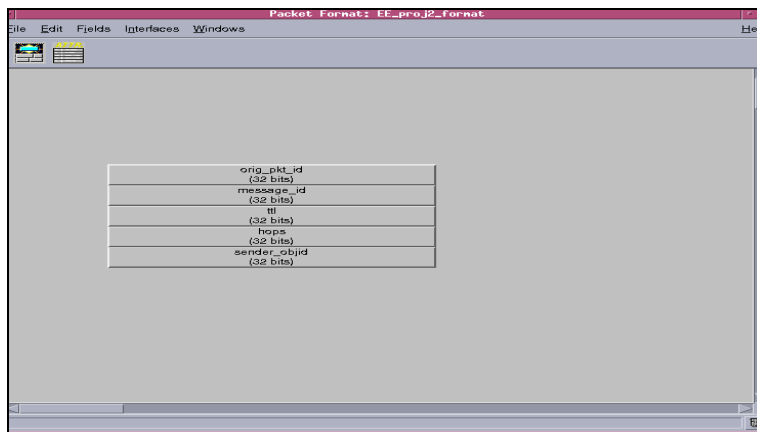 Packet Format: EE_proj2_format
File Edit Fields Interfaces Windows He
orig_pkt_id
(32 bits)
message_id
(32 bits)
ttl
(32 bits)
hops
(32 bits)
sender_objid
(32 bits)